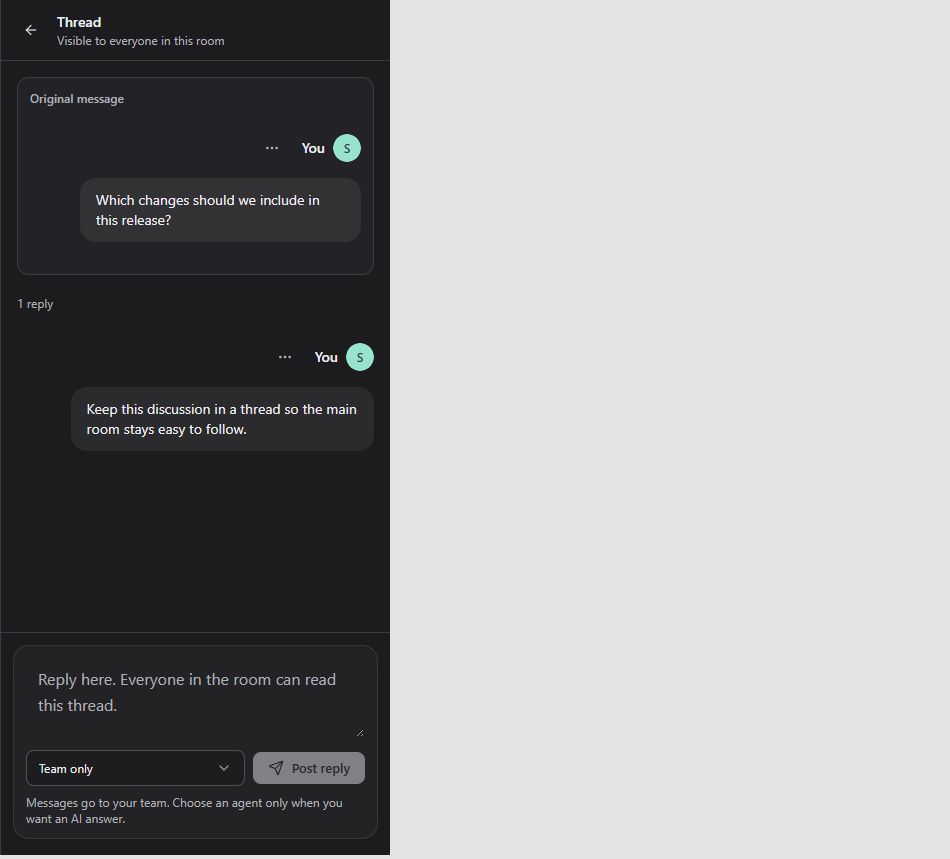 Thread
Visible to everyone in this room
Original message
You
S
Which changes should we include in
this release?
1 reply
You
S
Keep this discussion in a thread so the main
room stays easy to follow.
Reply here. Everyone in the room can read
this thread.
Team only
Post reply
Messages go to your team. Choose an agent only when you
want an AI answer.